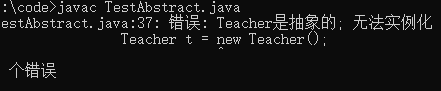 :\code>javac TestAbstract.java
estAbstract.java:37: 错误: Teacher是抽象的; 无法实例化
Teacher t = new Teacher();
^
个错误